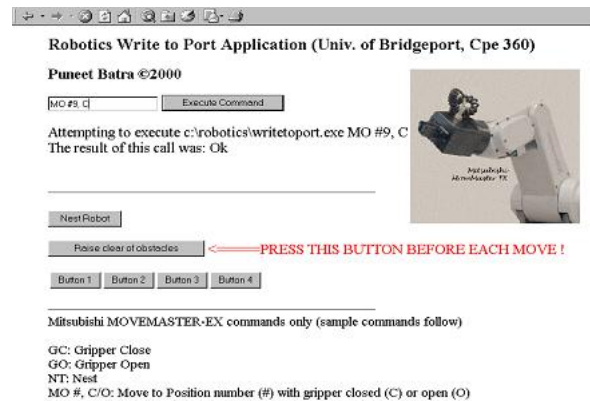 Robotics Write to Port Application (Univ. of Bridgeport, Cpe 360)
Puneet Batra ©2000
MO #9, C
Execute Command
Attempting to execute c:\robotics\writetoport.exe MO #9, C
The result of this call was: Ok
Mitsubishi
MoveMaster EX
Nest Robot
Raise clear of obstacles
<=====PRESS THIS BUTTON BEFORE EACH MOVE !
Button 1 Button 2 Button 3 Button 4
Mitsubishi MOVEMASTER-EX commands only (sample commands follow)
GC: Gripper Close
GO: Gripper Open
NT: Nest
MO #, C/O: Move to Position number (#) with gripper closed (C) or open (O)